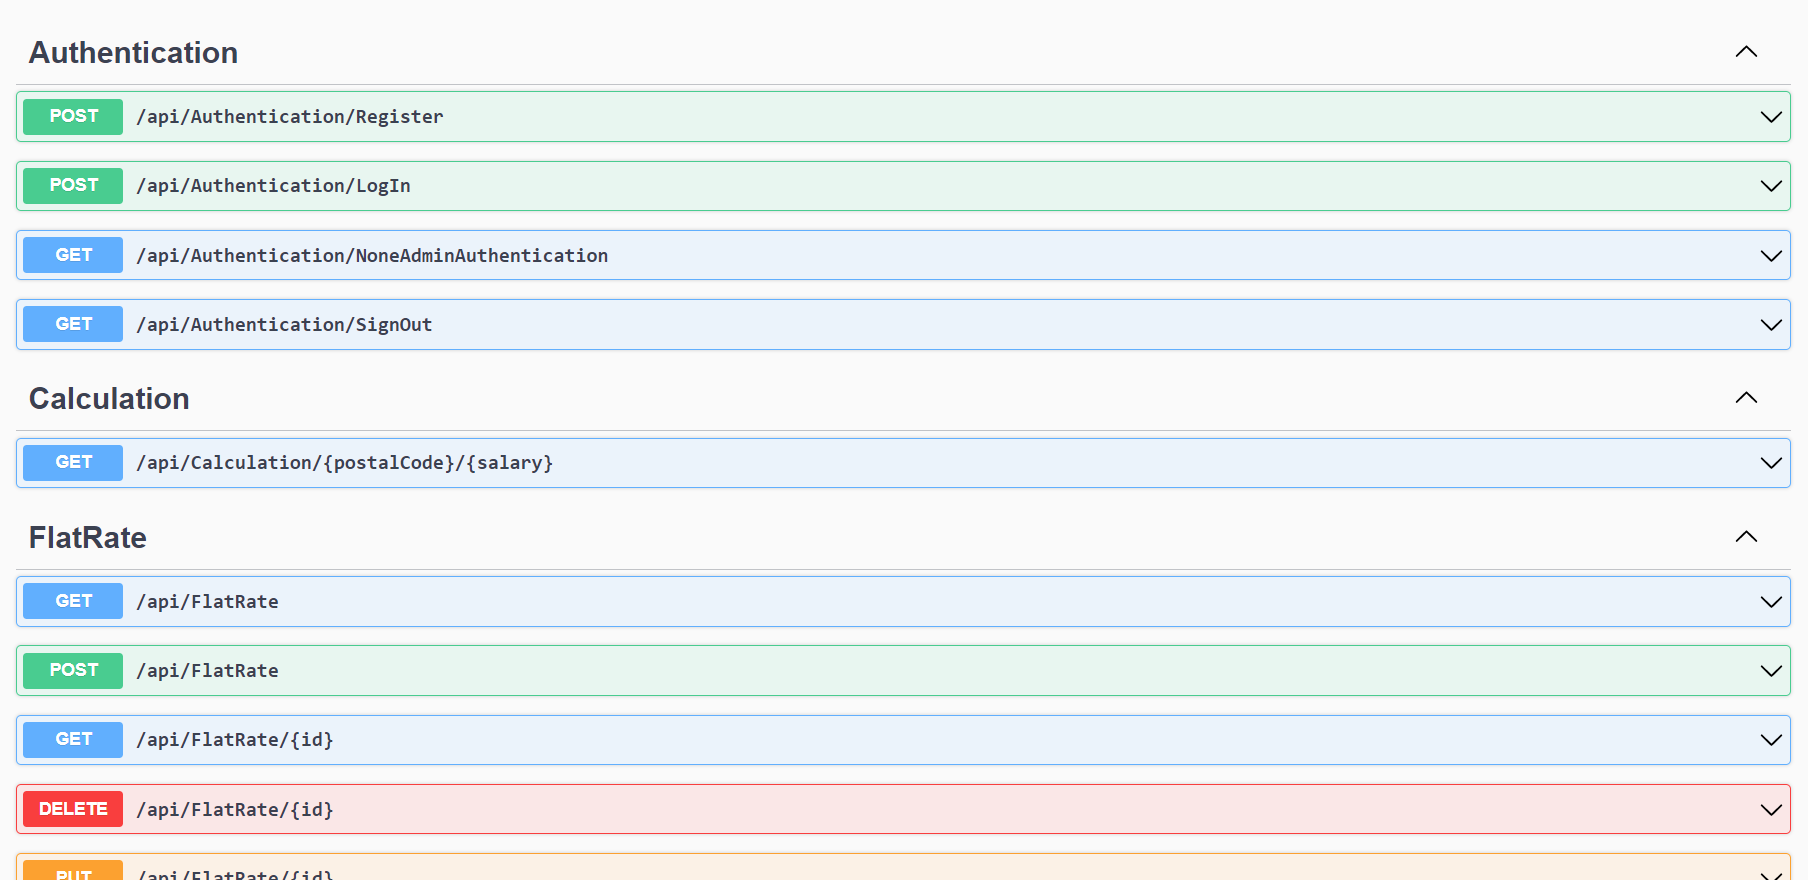 Authentication
POST /api/Authentication/Register
POST /api/Authentication/LogIn
GET /api/Authentication/NoneAdminAuthentication
GET /api/Authentication/SignOut
Calculation
GET /api/Calculation/{postalCode}/{salary}
FlatRate
GET /api/FlatRate
POST /api/FlatRate
GET /api/FlatRate/{id}
DELETE /api/FlatRate/{id}
PUT /api/FlatRate/{id}